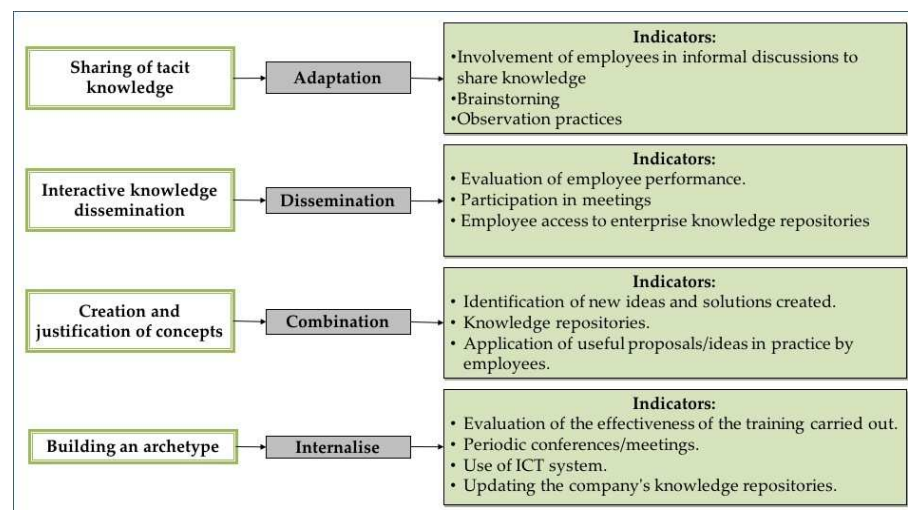 Sharing of tacit
knowledge
Adaptation
Indicators:
•Involvement of employees in informal discussions to
share knowledge
•Brainstorning
•Observation practices
Interactive knowledge
dissemination
Dissemination
Indicators:
• Evaluation of employee performance.
• Participation in meetings
• Employee access to enterprise knowledge repositories
Creation and
justification of concepts
Combination
Indicators:
• Identification of new ideas and solutions created.
• Knowledge repositories.
• Application of useful proposals/ideas in practice by
employees.
Building an archetype
Internalise
Indicators:
• Evaluation of the effectiveness of the training carried out.
• Periodic conferences/meetings.
• Use of ICT system.
• Updating the company's knowledge repositories.